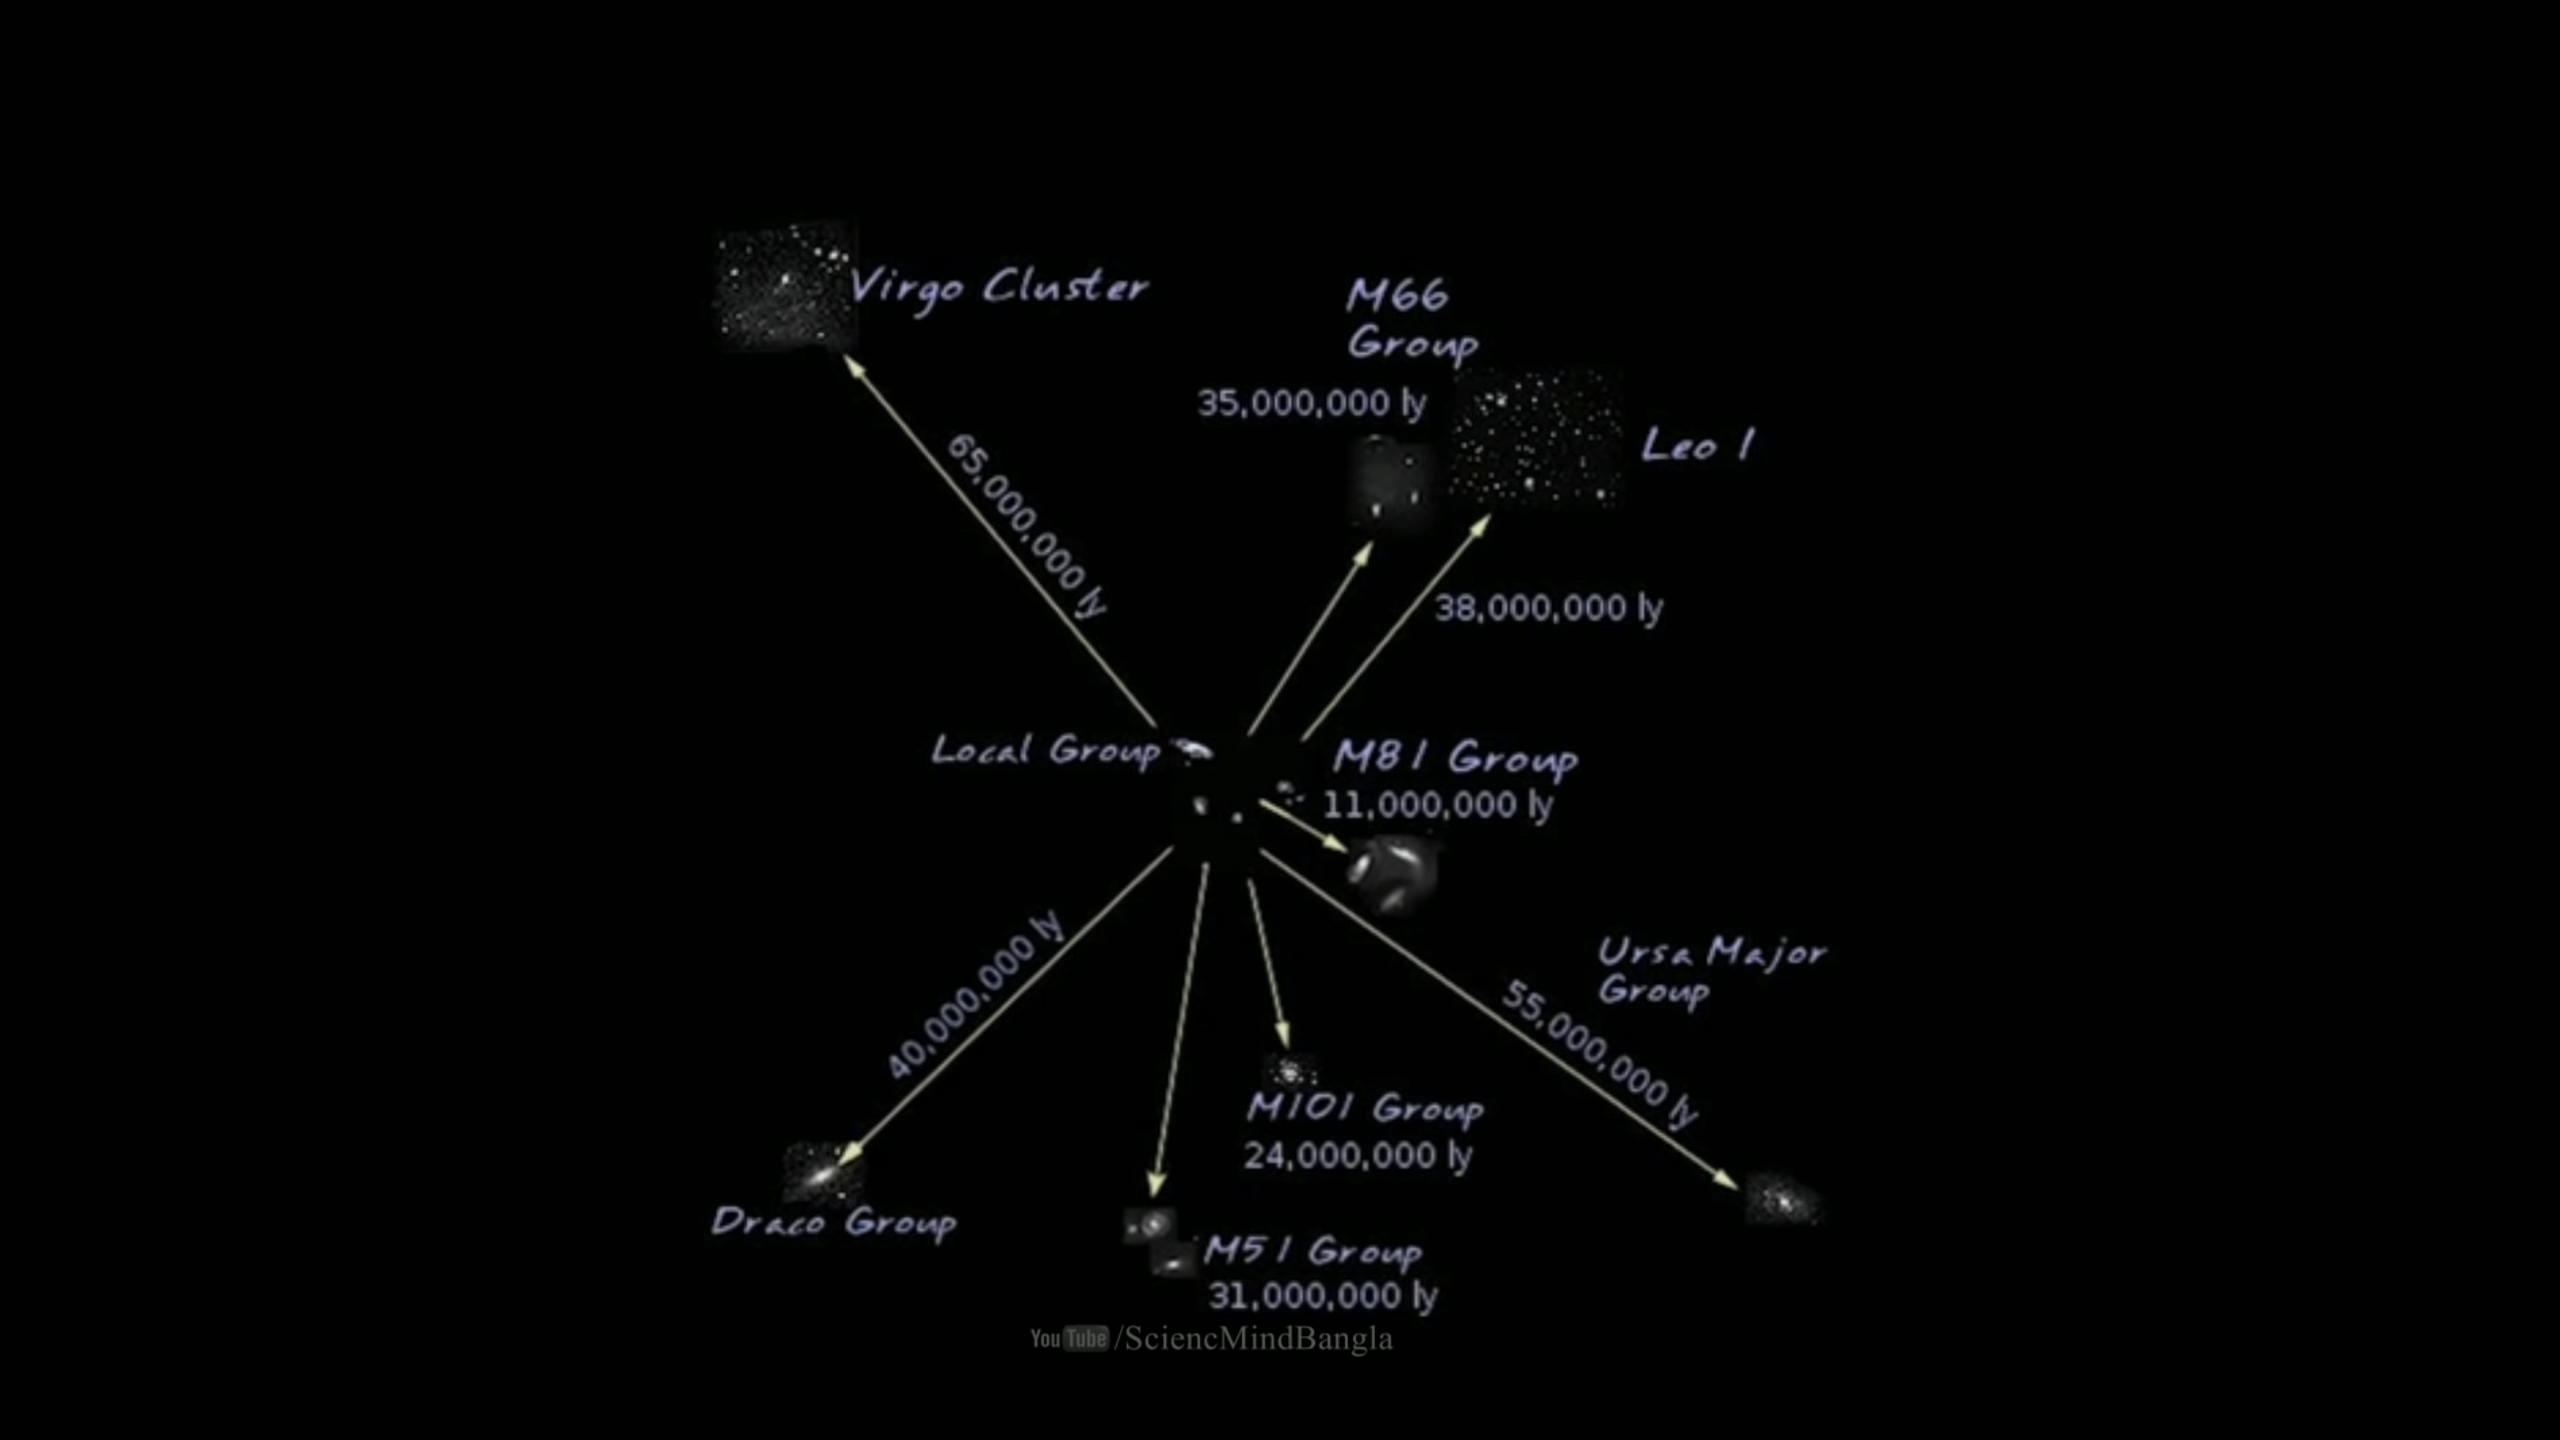 Virgo Cluster
M66
Group
35,000,000 ly
Leo I
65,000,000 ly
38,000,000 ly
Local Group
M81 Group
11,000,000 ly
40,000,000 ly
Ursa Major
Group
55,000,000 ly
M101 Group
24,000,000 ly
Draco Group
M51 Group
31,000,000 ly
YouTube/SciencMindBangla